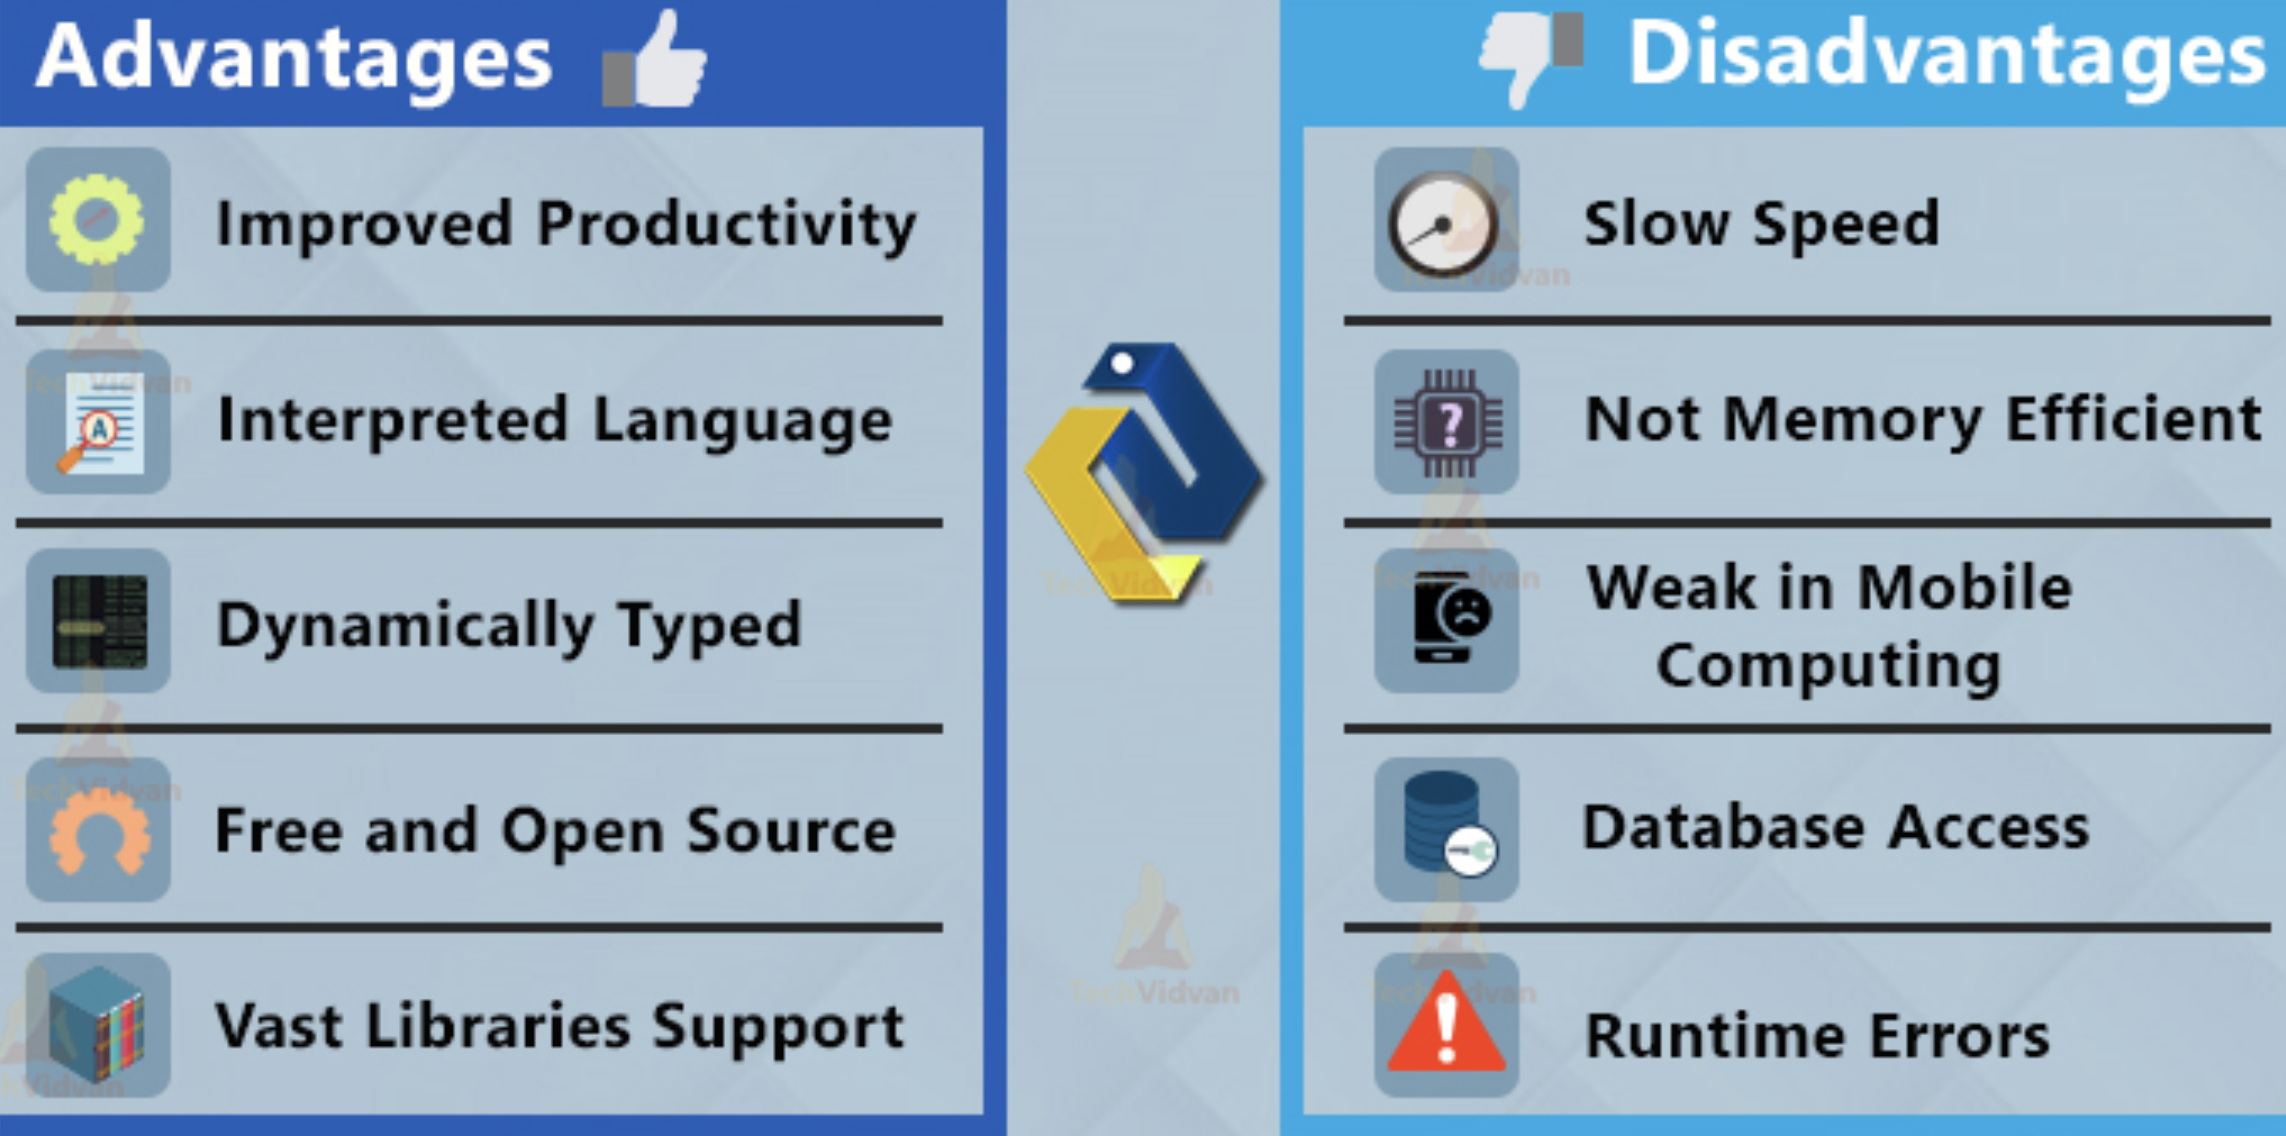 Advantages
Improved Productivity
Interpreted Language
Dynamically Typed
Free and Open Source
Vast Libraries Support
Disadvantages
Slow Speed
Not Memory Efficient
Weak in Mobile
Computing
Database Access
Runtime Errors
TechVidvan